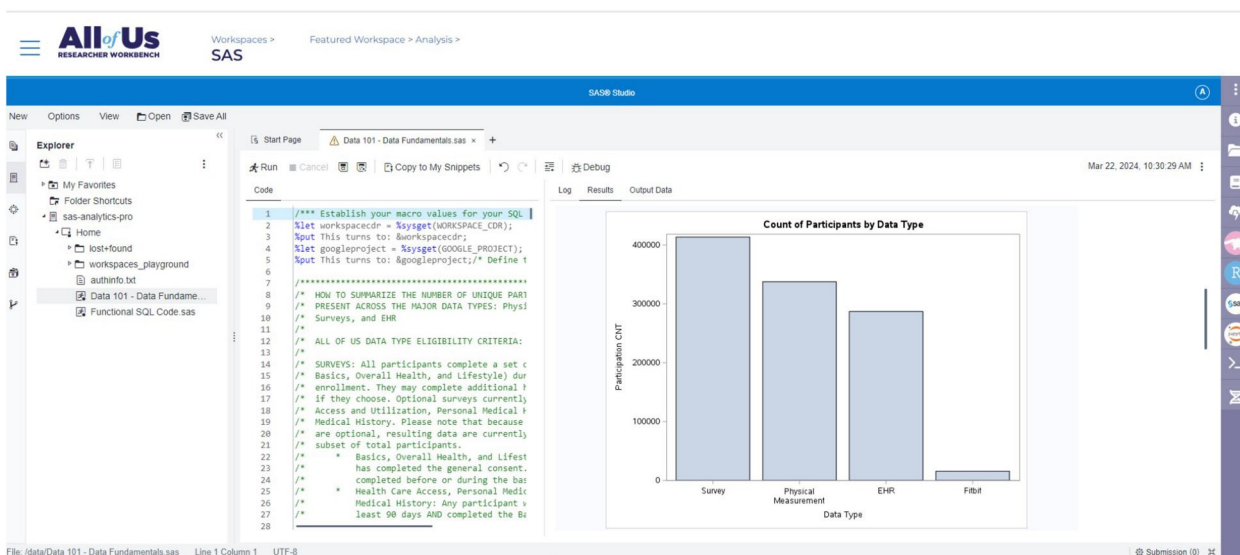 All of Us
RESEARCHER WORKBENCH
Workspaces > Featured Workspace > Analysis >
SAS
SAS® Studio
A
New Options View Open Save All
Explorer
My Favorites
Folder Shortcuts
sas-analytics-pro
Home
lost+found
workspaces_playground
authinfo.txt
Data 101 - Data Fundame...
Functional SQL Code.sas
Start Page Data 101 - Data Fundamentals.sas × +
Run Cancel Copy to My Snippets Debug Mar 22, 2024, 10:30:29 AM
Code Log Results Output Data
1 /*** Establish your macro values for your SQL
2 %let workspacecdr = %sysget(WORKSPACE_CDR);
3 %put This turns to: &workspacecdr;
4 %let googleproject = %sysget(GOOGLE_PROJECT);
5 %put This turns to: &googleproject;/* Define t
6
7 /**********************************************
8 /* HOW TO SUMMARIZE THE NUMBER OF UNIQUE PART
9 /* PRESENT ACROSS THE MAJOR DATA TYPES: Physi
10 /* Surveys, and EHR
11 /*
12 /* ALL OF US DATA TYPE ELIGIBILITY CRITERIA:
13 /*
14 /* SURVEYS: All participants complete a set o
15 /* Basics, Overall Health, and Lifestyle) dur
16 /* enrollment. They may complete additional h
17 /* if they choose. Optional surveys currently
18 /* Access and Utilization, Personal Medical H
19 /* Medical History. Please note that because
20 /* are optional, resulting data are currently
21 /* subset of total participants.
22 /* * Basics, Overall Health, and Lifest
23 /* has completed the general consent.
24 /* completed before or during the bas
25 /* * Health Care Access, Personal Medic
26 /* Medical History: Any participant w
27 /* least 90 days AND completed the Ba
28
Count of Participants by Data Type
Participation CNT
400000
300000
200000
100000
0
Survey Physical Measurement EHR Fitbit
Data Type
R
File: /data/Data 101 - Data Fundamentals.sas Line 1 Column 1 UTF-8 Submission (0)